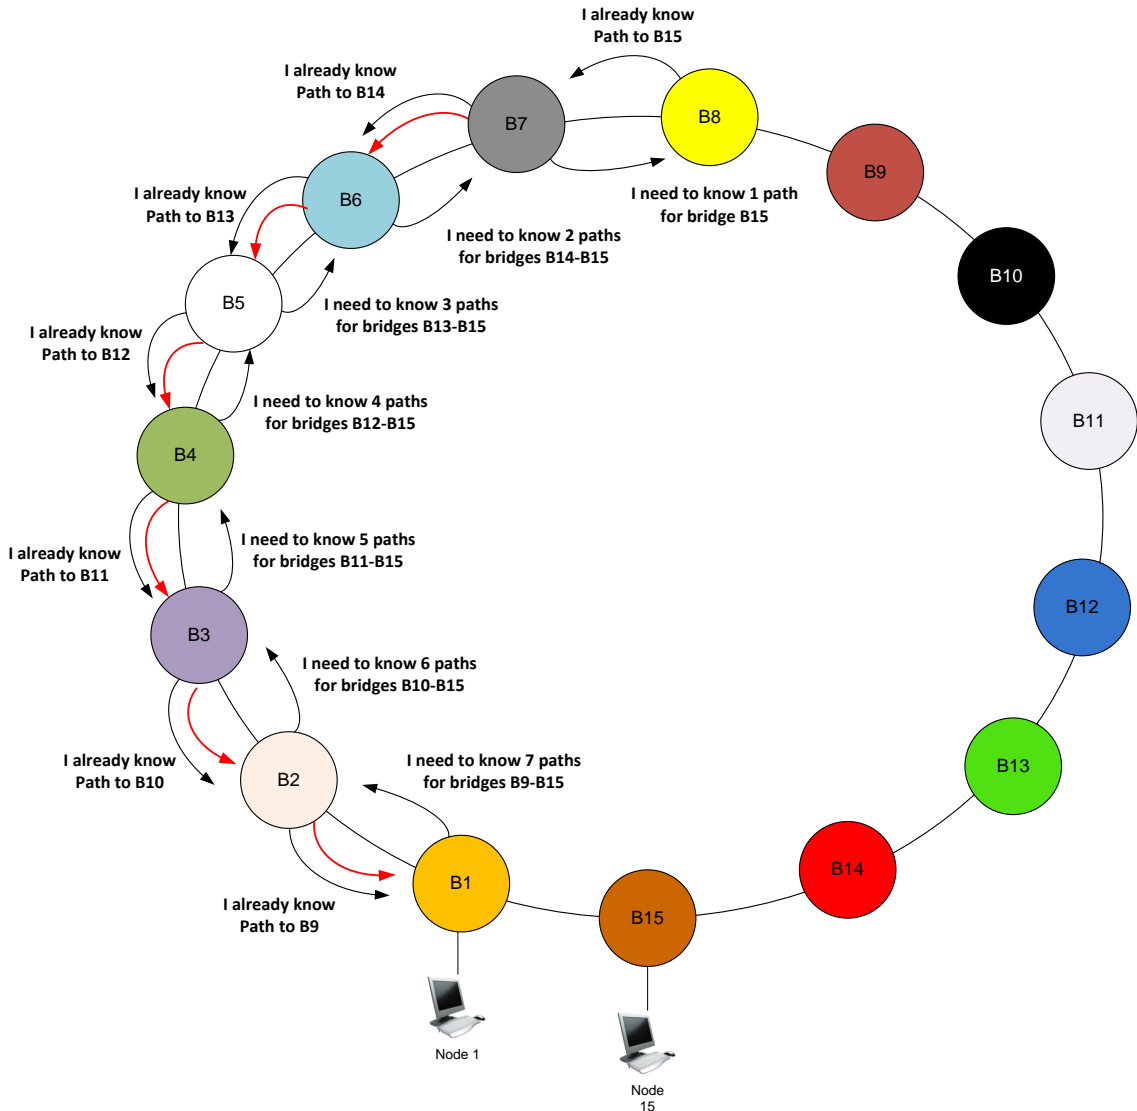 I already know
Path to B15
I already know
Path to B14
B7
B8
B9
I already know
Path to B13
B6
I need to know 1 path
for bridge B15
I need to know 2 paths
for bridges B14-B15
B10
B5
I need to know 3 paths
for bridges B13-B15
I already know
Path to B12
I need to know 4 paths
for bridges B12-B15
B11
B4
I need to know 5 paths
for bridges B11-B15
I already know
Path to B11
B12
B3
I need to know 6 paths
for bridges B10-B15
I already know
Path to B10
B2
I need to know 7 paths
for bridges B9-B15
B13
B1
B14
I already know
Path to B9
B15
Node 1
Node
15